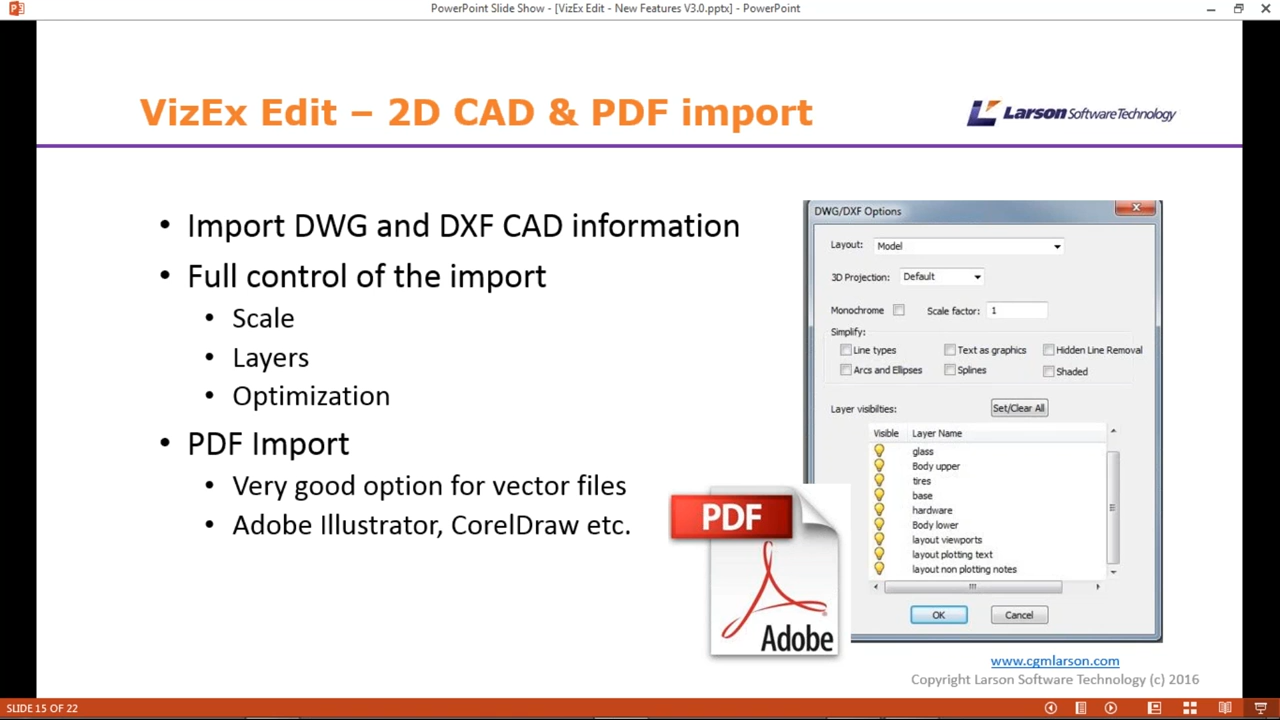 PowerPoint Slide Show - [VizEx Edit - New Features V3.0.pptx] - PowerPoint
VizEx Edit – 2D CAD & PDF import
Larson Software Technology
• Import DWG and DXF CAD information
• Full control of the import
• Scale
• Layers
• Optimization
• PDF Import
• Very good option for vector files
• Adobe Illustrator, CorelDraw etc.
PDF
Adobe
DWG/DXF Options
Layout: Model
3D Projection: Default
Monochrome Scale factor: 1
Simplify:
Line types Text as graphics Hidden Line Removal
Arcs and Ellipses Splines Shaded
Layer visibilties: Set/Clear All
Visible Layer Name
glass
Body upper
tires
base
hardware
Body lower
layout viewports
layout plotting text
layout non plotting notes
OK Cancel
www.cgmlarson.com
Copyright Larson Software Technology (c) 2016
SLIDE 15 OF 22